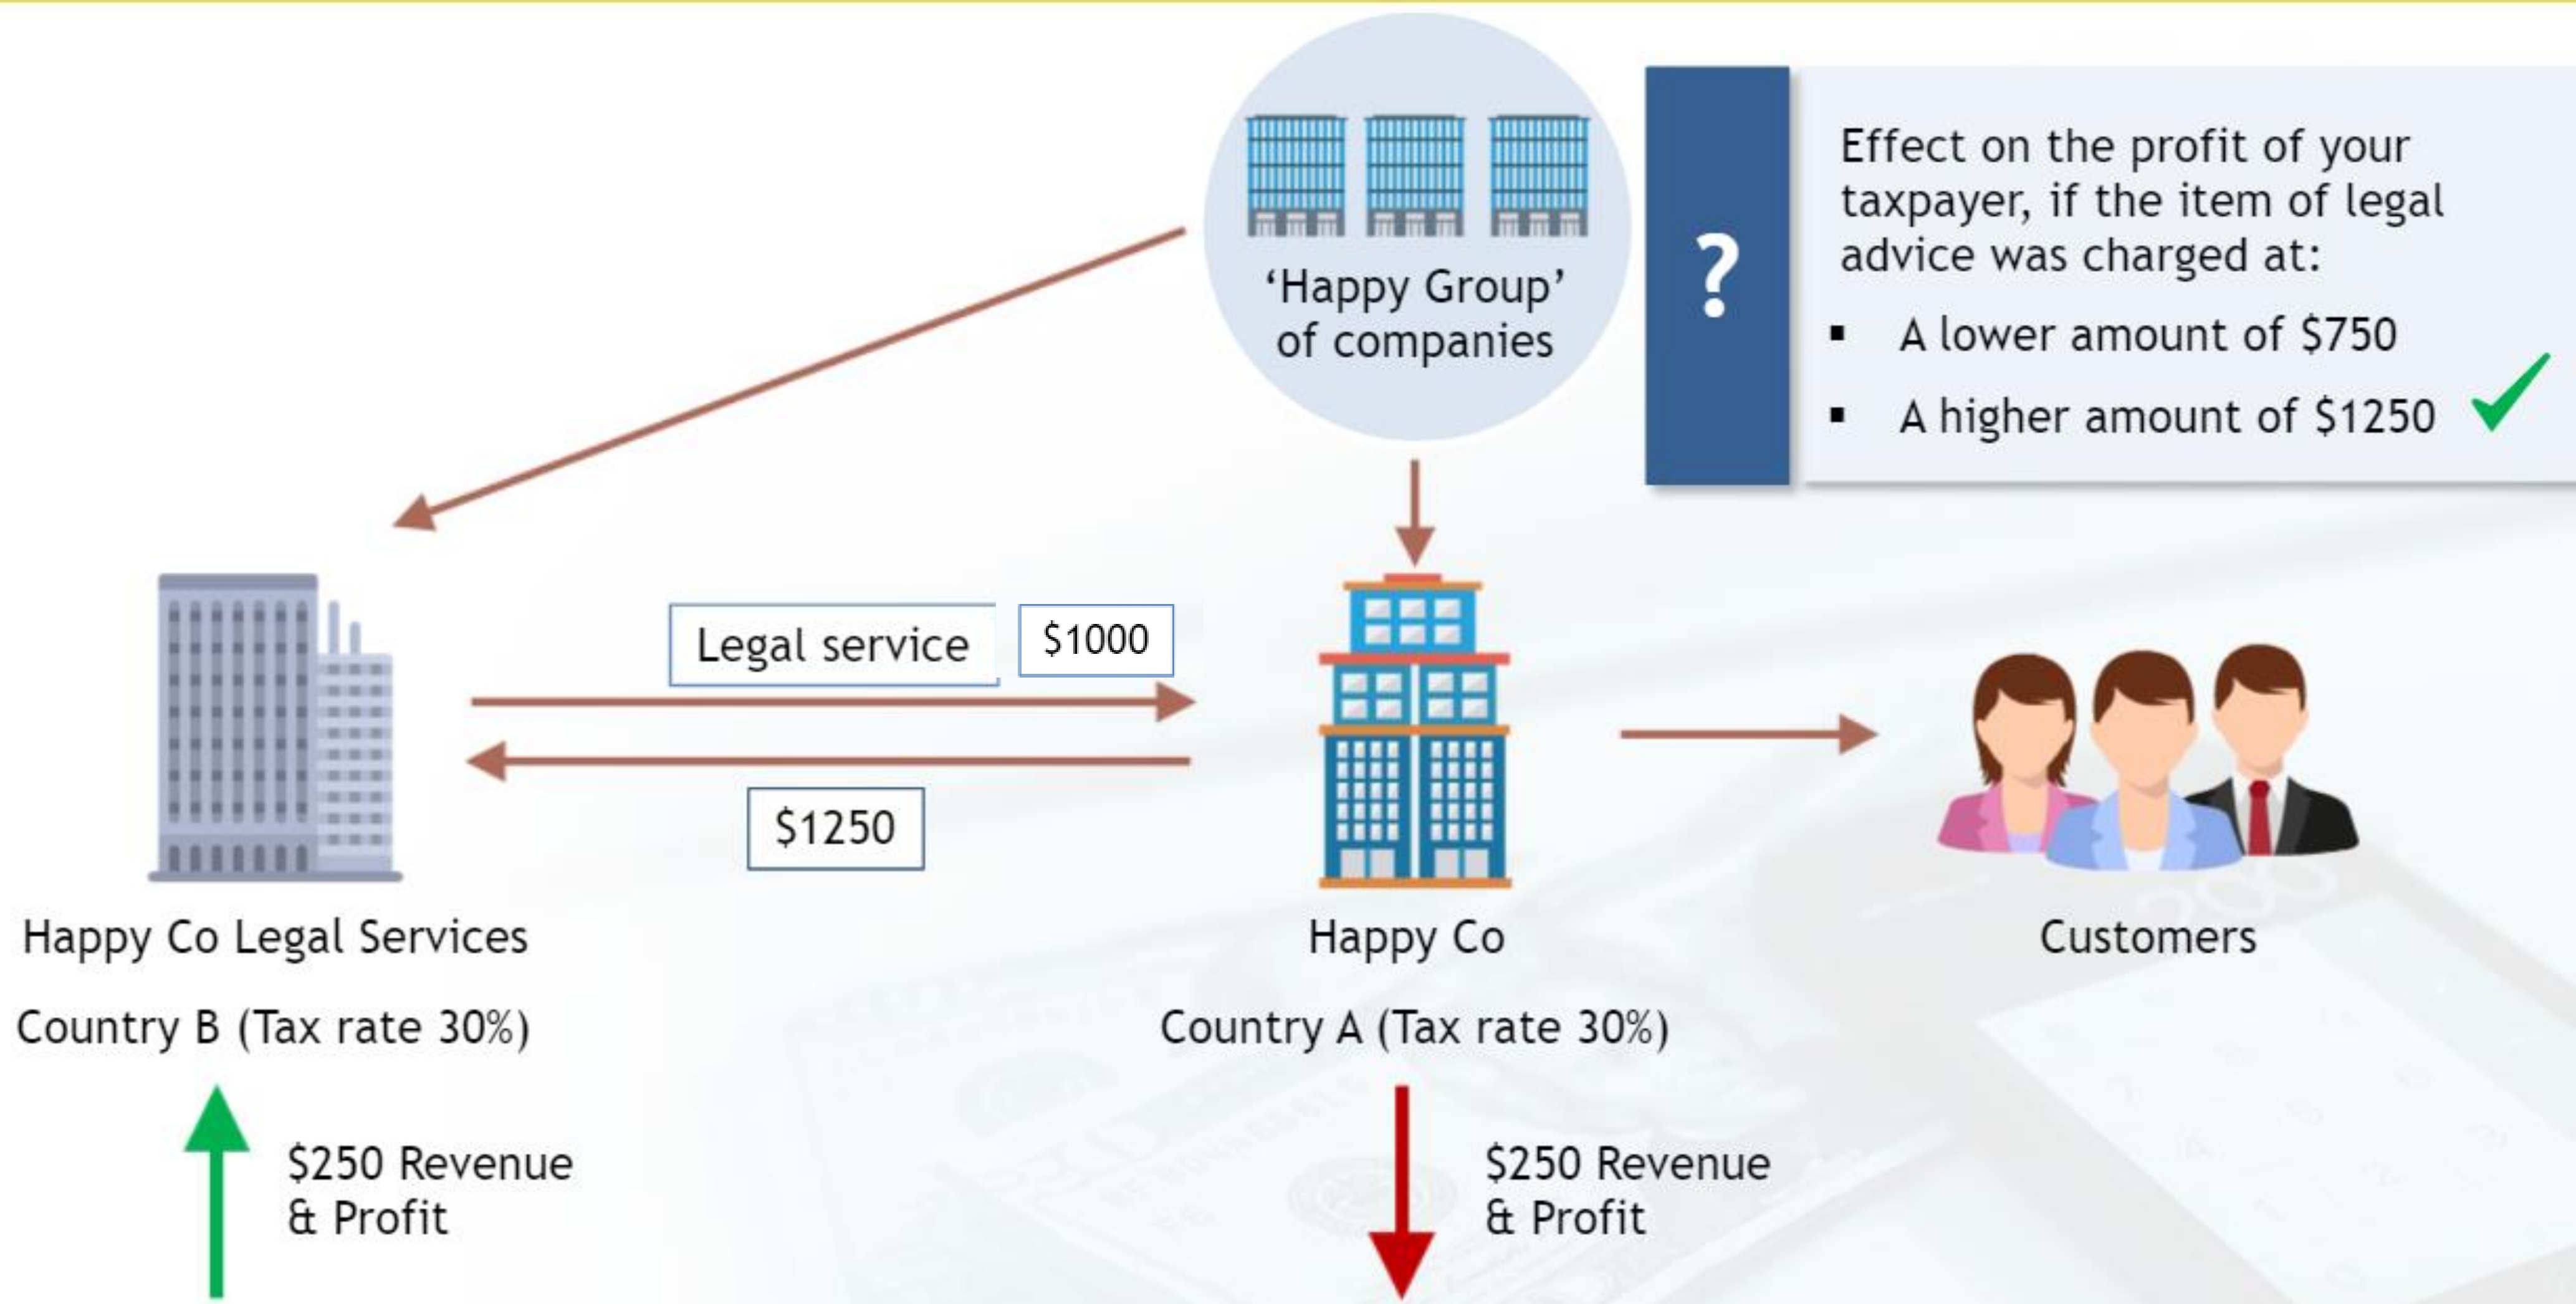 ‘Happy Group’
of companies
?
Effect on the profit of your
taxpayer, if the item of legal
advice was charged at:
▪ A lower amount of $750
▪ A higher amount of $1250
Legal service
$1000
$1250
Happy Co Legal Services
Happy Co
Customers
Country B (Tax rate 30%)
Country A (Tax rate 30%)
$250 Revenue
& Profit
$250 Revenue
& Profit